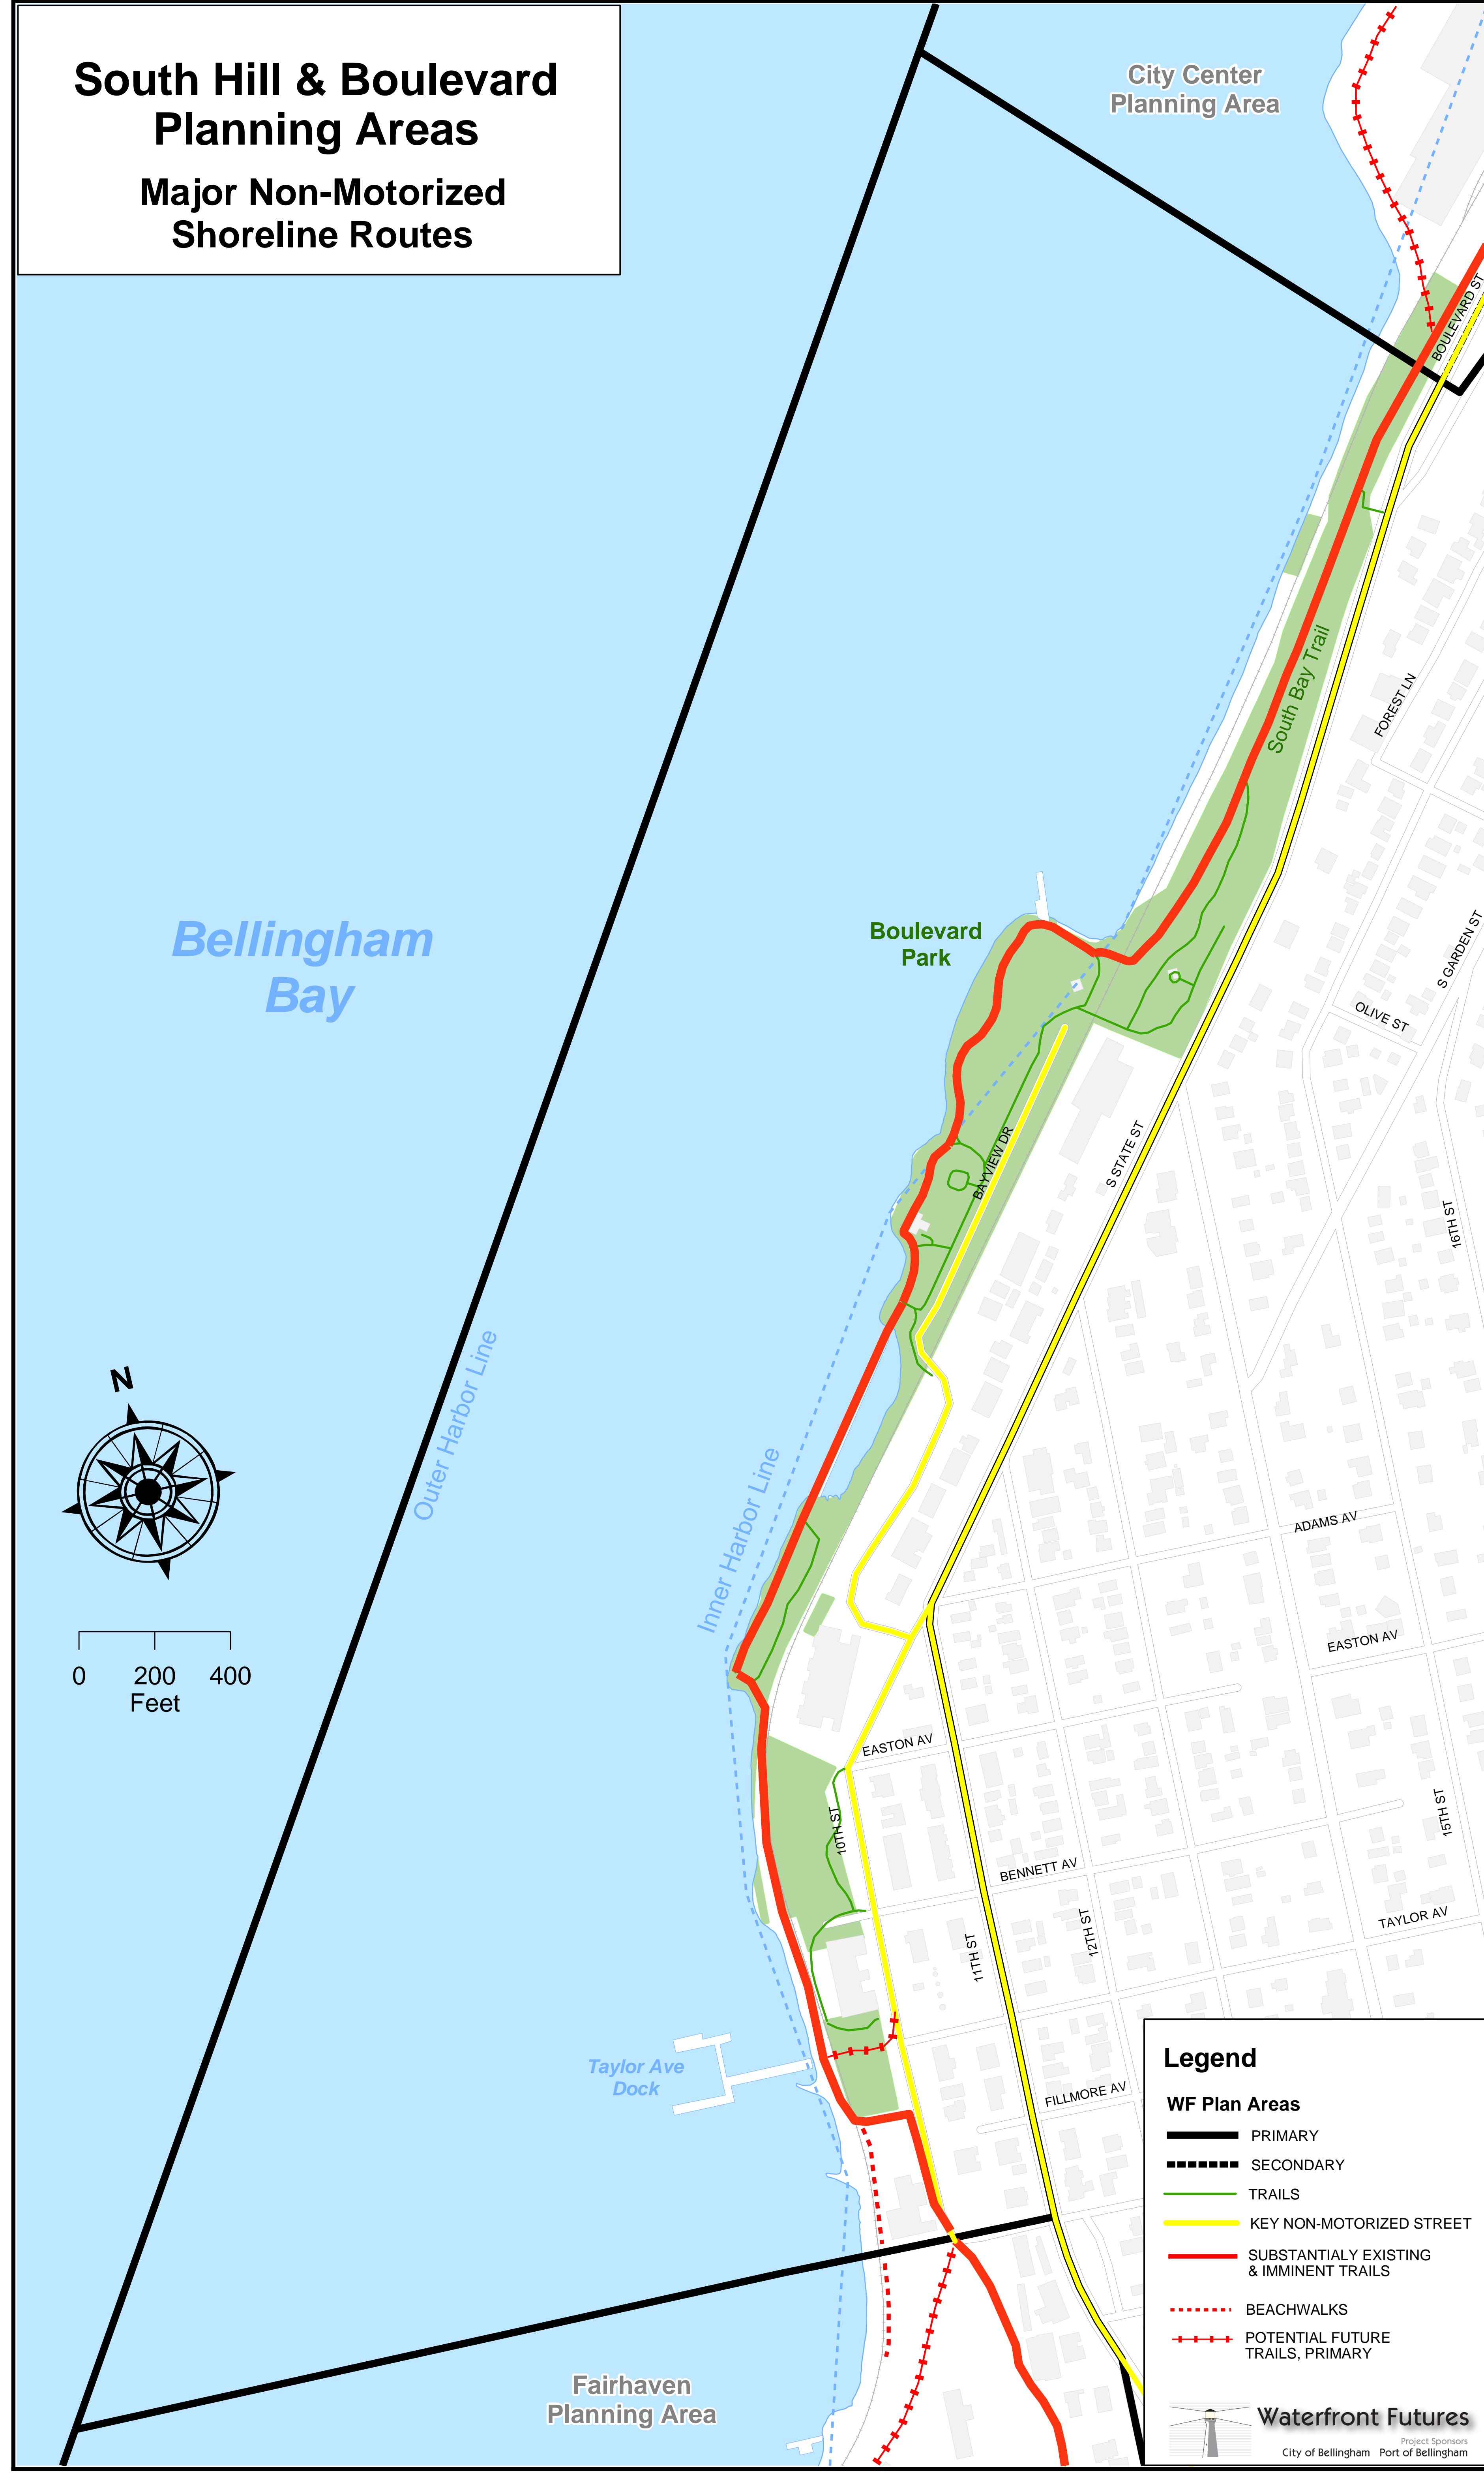 South Hill & Boulevard
Planning Areas
Major Non-Motorized
Shoreline Routes
City Center
Planning Area
BOULEVARD ST
South Bay Trail
FOREST LN
S GARDEN ST
OLIVE ST
Boulevard
Park
Bellingham
Bay
BAYVIEW DR
S STATE ST
16TH ST
Outer Harbor Line
Inner Harbor Line
N
0 200 400
Feet
ADAMS AV
EASTON AV
EASTON AV
10TH ST
15TH ST
BENNETT AV
TAYLOR AV
11TH ST
12TH ST
Taylor Ave
Dock
FILLMORE AV
Fairhaven
Planning Area
Legend
WF Plan Areas
PRIMARY
SECONDARY
TRAILS
KEY NON-MOTORIZED STREET
SUBSTANTIALY EXISTING
& IMMINENT TRAILS
BEACHWALKS
POTENTIAL FUTURE
TRAILS, PRIMARY
Waterfront Futures
Project Sponsors
City of Bellingham Port of Bellingham